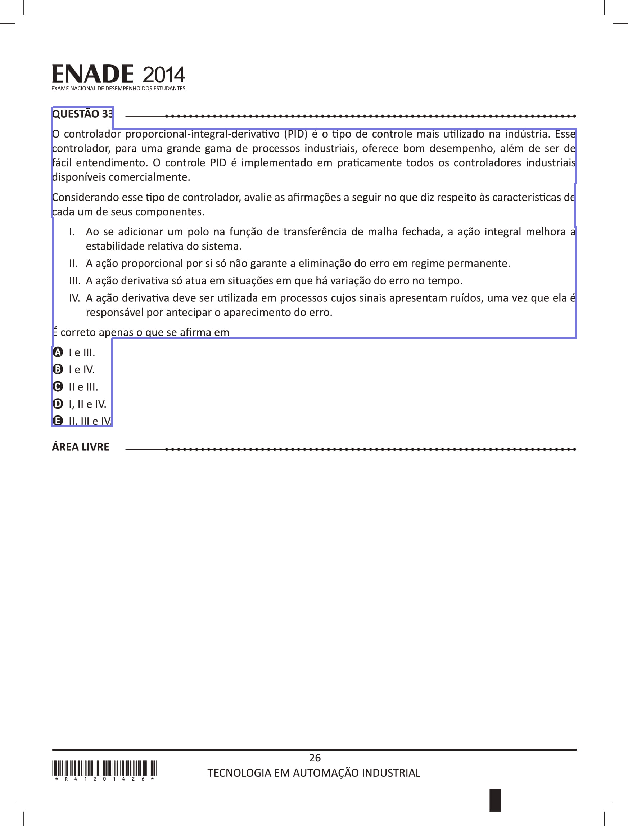 ENADE 2014
EXAME NACIONAL DE DESEMPENHO DOS ESTUDANTES
QUESTÃO 33
O controlador proporcional-integral-derivativo (PID) é o tipo de controle mais utilizado na indústria. Esse
controlador, para uma grande gama de processos industriais, oferece bom desempenho, além de ser de
fácil entendimento. O controle PID é implementado em praticamente todos os controladores industriais
disponíveis comercialmente.
Considerando esse tipo de controlador, avalie as afirmações a seguir no que diz respeito às características de
cada um de seus componentes.
I. Ao se adicionar um polo na função de transferência de malha fechada, a ação integral melhora a
estabilidade relativa do sistema.
II. A ação proporcional por si só não garante a eliminação do erro em regime permanente.
III. A ação derivativa só atua em situações em que há variação do erro no tempo.
IV. A ação derivativa deve ser utilizada em processos cujos sinais apresentam ruídos, uma vez que ela é
responsável por antecipar o aparecimento do erro.
É correto apenas o que se afirma em
A I e III.
B I e IV.
C II e III.
D I, II e IV.
E II, III e IV.
ÁREA LIVRE
26
TECNOLOGIA EM AUTOMAÇÃO INDUSTRIAL
*R41201426*